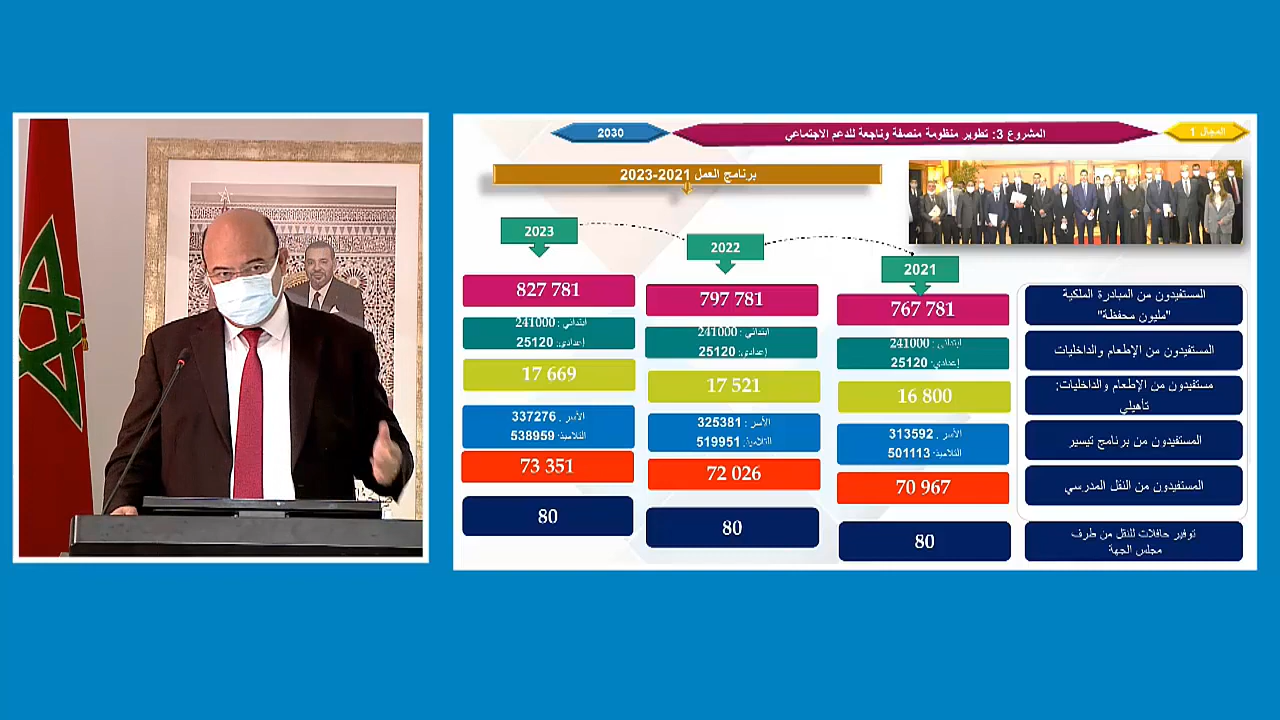 المجال 1
المشروع 3: تطوير منظومة منصفة وناجعة للدعم الاجتماعي
2030
برنامج العمل 2021-2023
2021
2022
2023
المستفيدون من المبادرة الملكية
"مليون محفظة"
767 781
797 781
827 781
المستفيدون من الإطعام والداخليات
ابتدائي : 241000
إعدادي: 25120
ابتدائي : 241000
إعدادي: 25120
ابتدائي : 241000
إعدادي: 25120
مستفيدون من الإطعام والداخليات:
تأهيلي
16 800
17 521
17 669
المستفيدون من برنامج تيسير
الأسر : 313592
التلاميذ: 501113
الأسر : 325381
التلاميذ: 519951
الأسر : 337276
التلاميذ: 538959
المستفيدون من النقل المدرسي
70 967
72 026
73 351
توفير حافلات للنقل من طرف
مجلس الجهة
80
80
80